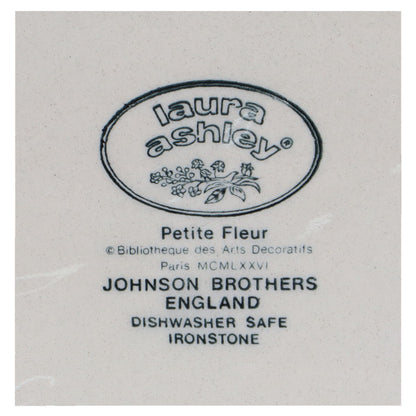 laura
ashley®
Petite Fleur
© Bibliotheque des Arts Decoratifs
Paris MCMLXXVI
JOHNSON BROTHERS
ENGLAND
DISHWASHER SAFE
IRONSTONE